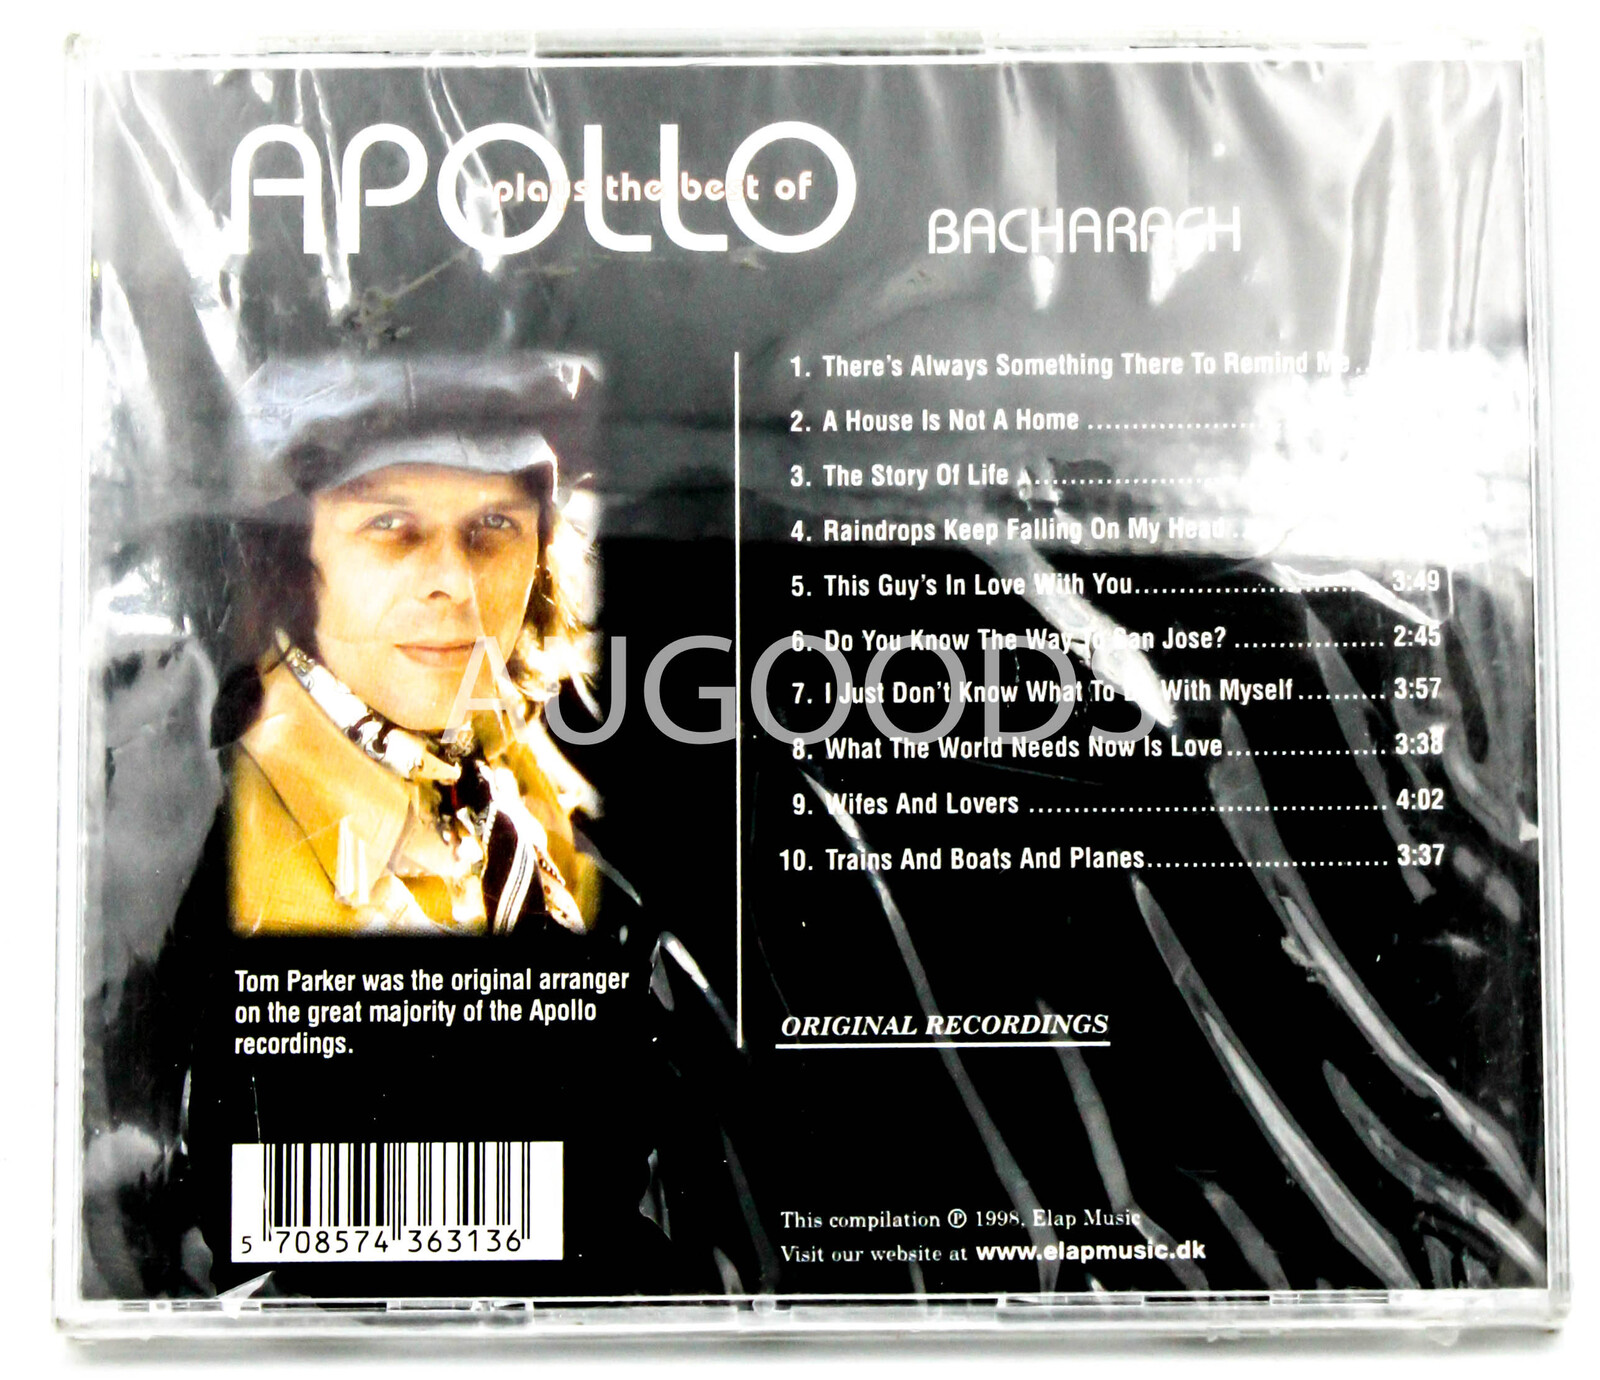 APOLLO
plays the best of
BACHARACH
1. There's Always Something There To Remind Me..
2. A House Is Not A Home ....................
3. The Story Of Life ......................
4. Raindrops Keep Falling On My Head..
5. This Guy's In Love With You............................ 3:49
6. Do You Know The Way To San Jose? ................. 2:45
7. I Just Don't Know What To Do With Myself.......... 3:57
8. What The World Needs Now Is Love.................. 3:38
9. Wifes And Lovers ........................................ 4:02
10. Trains And Boats And Planes........................... 3:37
Tom Parker was the original arranger
on the great majority of the Apollo
recordings.
ORIGINAL RECORDINGS
This compilation ℗ 1998, Elap Music
Visit our website at www.elapmusic.dk
5 708574 363136
AUGOODS